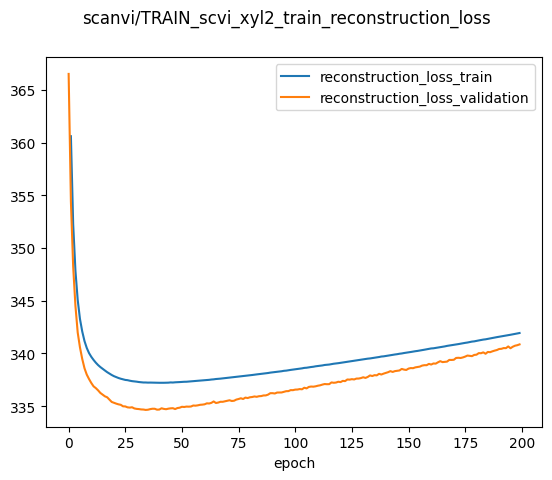 scanvi/TRAIN_scvi_xyl2_train_reconstruction_loss
reconstruction_loss_train
reconstruction_loss_validation
365
360
355
350
345
340
335
0 25 50 75 100 125 150 175 200
epoch